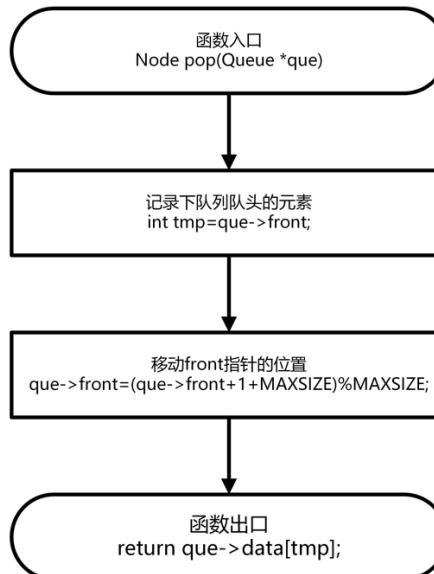 函数入口
Node pop(Queue *que)
记录下队列队头的元素
int tmp=que->front;
移动front指针的位置
que->front=(que->front+1+MAXSIZE)%MAXSIZE;
函数出口
return que->data[tmp];